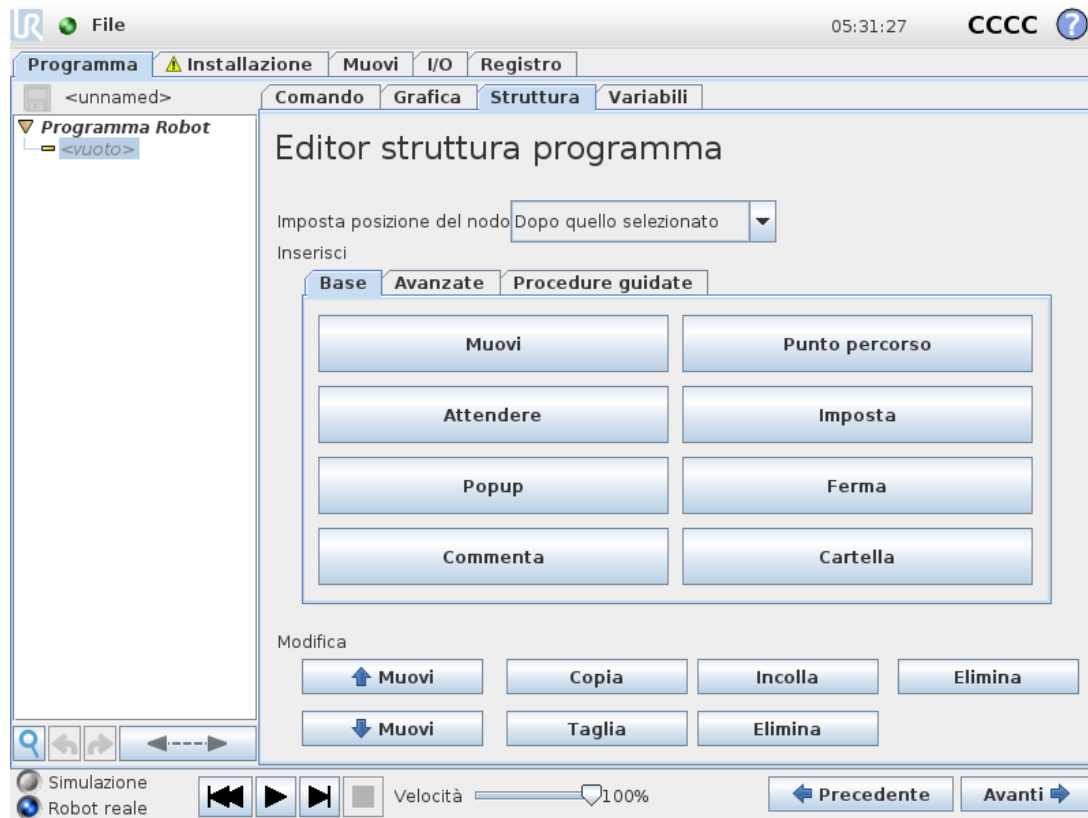 UR File 05:31:27 CCCC ?
Programma Installazione Muovi I/O Registro
<unnamed> Comando Grafica Struttura Variabili
Programma Robot
<vuoto>
Editor struttura programma
Imposta posizione del nodo Dopo quello selezionato
Inserisci
Base Avanzate Procedure guidate
Muovi Punto percorso
Attendere Imposta
Popup Ferma
Commenta Cartella
Modifica
Muovi Copia Incolla Elimina
Muovi Taglia Elimina
Simulazione
Robot reale
Velocità 100% Precedente Avanti